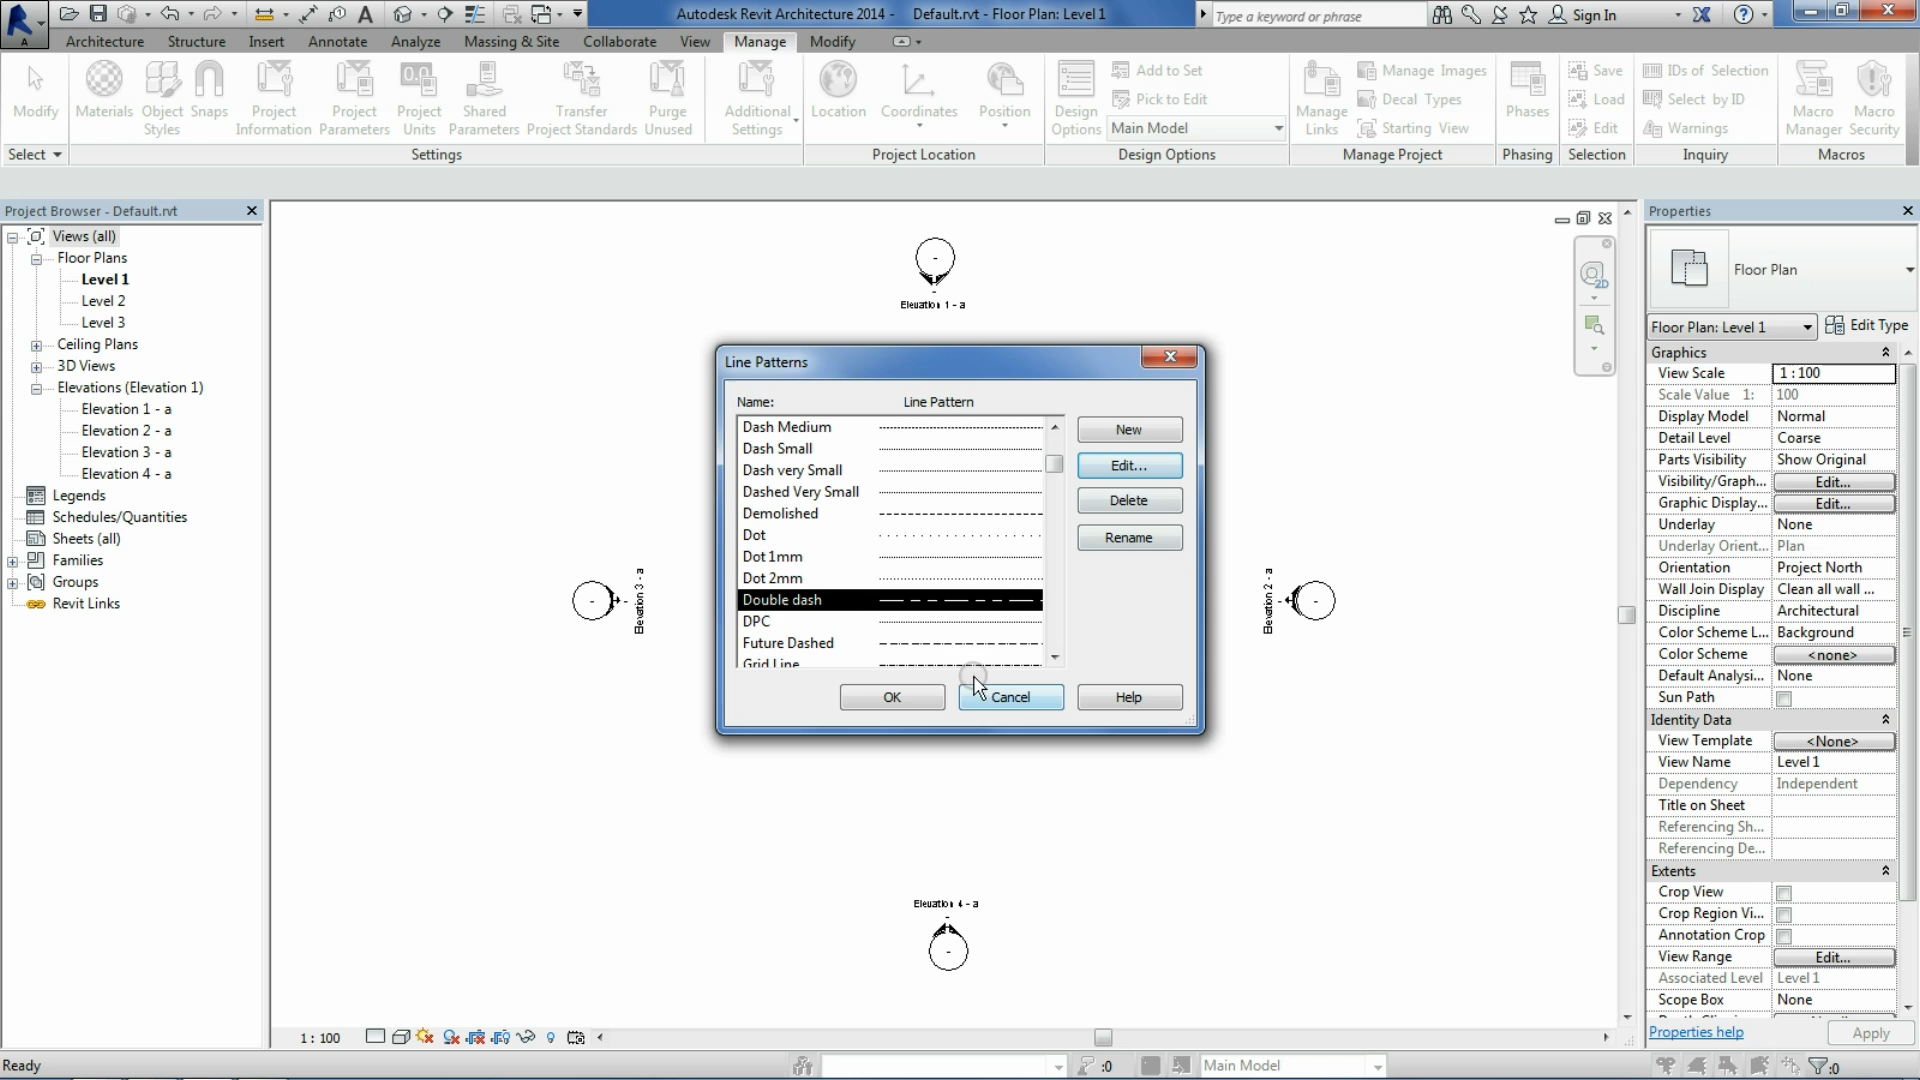 Autodesk Revit Architecture 2014 - Default.rvt - Floor Plan: Level 1
Type a keyword or phrase
Sign In
A
Architecture Structure Insert Annotate Analyze Massing & Site Collaborate View Manage Modify
Modify
Materials
Object Styles
Snaps
Project Information
Project Parameters
Project Units
Shared Parameters
Transfer Project Standards
Purge Unused
Additional Settings
Location
Coordinates
Position
Design Options
Add to Set
Pick to Edit
Main Model
Manage Links
Manage Images
Decal Types
Starting View
Phases
Save
Load
Edit
IDs of Selection
Select by ID
Warnings
Macro Manager
Macro Security
Select
Settings
Project Location
Design Options
Manage Project
Phasing
Selection
Inquiry
Macros
Project Browser - Default.rvt
Views (all)
Floor Plans
Level 1
Level 2
Level 3
Ceiling Plans
3D Views
Elevations (Elevation 1)
Elevation 1 - a
Elevation 2 - a
Elevation 3 - a
Elevation 4 - a
Legends
Schedules/Quantities
Sheets (all)
Families
Groups
Revit Links
Elevation 1 - a
Elevation 3 - a
Elevation 2 - a
Elevation 4 - a
2D
Line Patterns
Name: Line Pattern
Dash Medium
Dash Small
Dash very Small
Dashed Very Small
Demolished
Dot
Dot 1mm
Dot 2mm
Double dash
DPC
Future Dashed
Grid Line
New
Edit...
Delete
Rename
OK
Cancel
Help
Properties
Floor Plan
Floor Plan: Level 1
Edit Type
Graphics
View Scale 1 : 100
Scale Value 1: 100
Display Model Normal
Detail Level Coarse
Parts Visibility Show Original
Visibility/Graph... Edit...
Graphic Display... Edit...
Underlay None
Underlay Orient... Plan
Orientation Project North
Wall Join Display Clean all wall ...
Discipline Architectural
Color Scheme L... Background
Color Scheme <none>
Default Analysi... None
Sun Path
Identity Data
View Template <None>
View Name Level 1
Dependency Independent
Title on Sheet
Referencing Sh...
Referencing De...
Extents
Crop View
Crop Region Vi...
Annotation Crop
View Range Edit...
Associated Level Level 1
Scope Box None
Properties help
Apply
1 : 100
Ready
:0
Main Model
:0